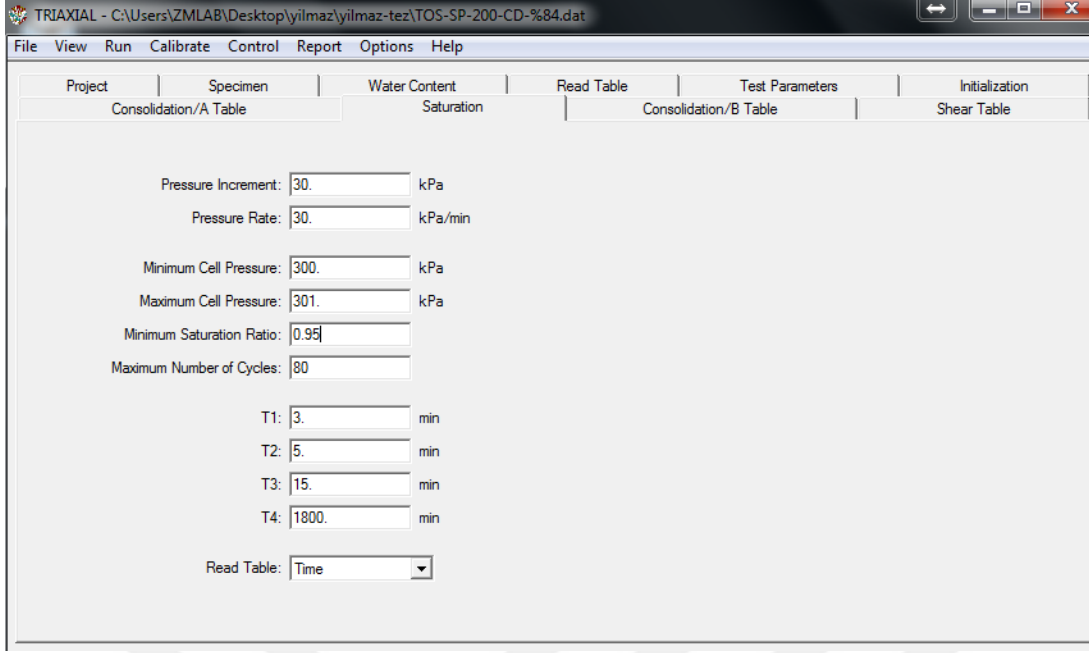 TRIAXIAL - C:\Users\ZMLAB\Desktop\yilmaz\yilmaz-tez\TOS-SP-200-CD-%84.dat
File View Run Calibrate Control Report Options Help
Project Specimen Water Content Read Table Test Parameters Initialization
Consolidation/A Table Saturation Consolidation/B Table Shear Table
Pressure Increment: 30. kPa
Pressure Rate: 30. kPa/min
Minimum Cell Pressure: 300. kPa
Maximum Cell Pressure: 301. kPa
Minimum Saturation Ratio: 0.95
Maximum Number of Cycles: 80
T1: 3. min
T2: 5. min
T3: 15. min
T4: 1800. min
Read Table: Time